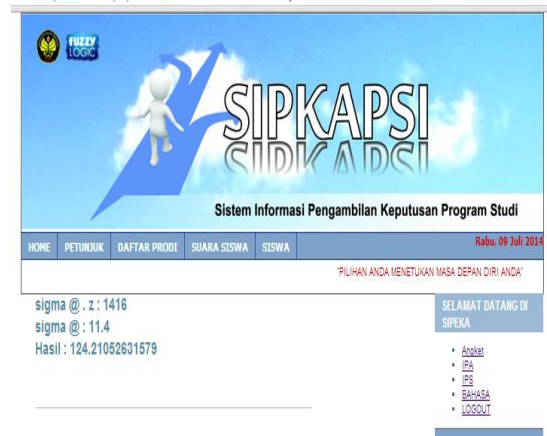 FUZZY
LOGIC
SIPKAPSI
Sistem Informasi Pengambilan Keputusan Program Studi
HOME PETUNJUK DAFTAR PRODI SUARA SISWA SISWA
Rabu, 09 Juli 2014
"PILIHAN ANDA MENETUKAN MASA DEPAN DIRI ANDA"
sigma @ . z : 1416
sigma @ : 11.4
Hasil : 124.21052631579
SELAMAT DATANG DI
SIPEKA
Angket
IPA
IPS
BAHASA
LOGOUT